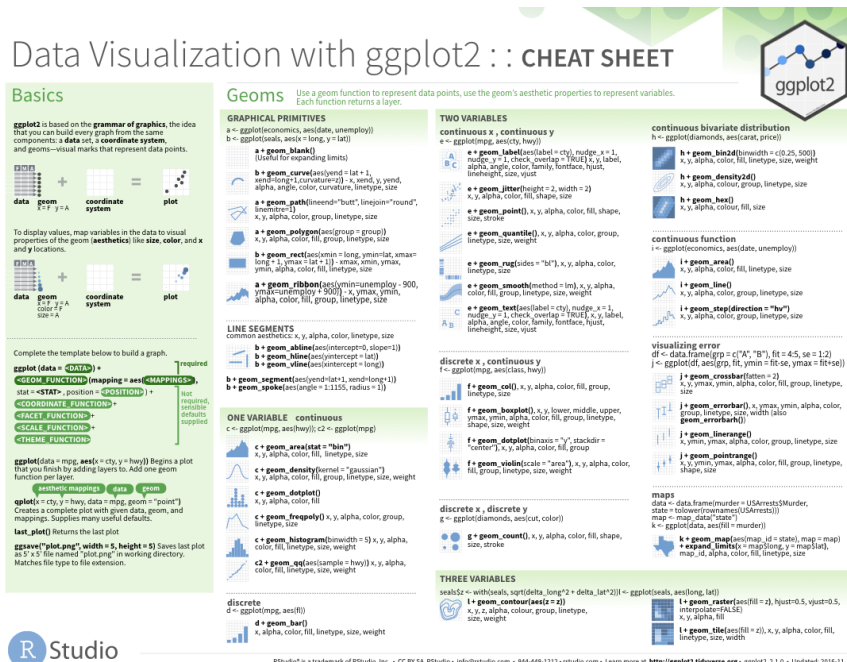 Data Visualization with ggplot2 : : CHEAT SHEET
ggplot2
Basics
ggplot2 is based on the grammar of graphics, the idea
that you can build every graph from the same
components: a data set, a coordinate system,
and geoms—visual marks that represent data points.
F M A
+
=
data geom coordinate plot
x = F y = A system
To display values, map variables in the data to visual
properties of the geom (aesthetics) like size, color, and x
and y locations.
F M A
+
=
data geom coordinate plot
x = F y = A system
color = F
size = A
Complete the template below to build a graph.
required
ggplot (data = <DATA>) +
<GEOM_FUNCTION>(mapping = aes(<MAPPINGS>),
stat = <STAT>, position = <POSITION>) +
<COORDINATE_FUNCTION> +
<FACET_FUNCTION> +
<SCALE_FUNCTION> +
<THEME_FUNCTION>
Not
required,
sensible
defaults
supplied
ggplot(data = mpg, aes(x = cty, y = hwy)) Begins a plot
that you finish by adding layers to. Add one geom
function per layer.
aesthetic mappings data geom
qplot(x = cty, y = hwy, data = mpg, geom = "point")
Creates a complete plot with given data, geom, and
mappings. Supplies many useful defaults.
last_plot() Returns the last plot
ggsave("plot.png", width = 5, height = 5) Saves last plot
as 5' x 5' file named "plot.png" in working directory.
Matches file type to file extension.
Geoms
Use a geom function to represent data points, use the geom's aesthetic properties to represent variables.
Each function returns a layer.
GRAPHICAL PRIMITIVES
a <- ggplot(economics, aes(date, unemploy))
b <- ggplot(seals, aes(x = long, y = lat))
a + geom_blank()
(Useful for expanding limits)
b + geom_curve(aes(yend = lat + 1,
xend=long+1,curvature=z)) - x, xend, y, yend,
alpha, angle, color, curvature, linetype, size
a + geom_path(lineend="butt", linejoin="round",
linemitre=1)
x, y, alpha, color, group, linetype, size
a + geom_polygon(aes(group = group))
x, y, alpha, color, fill, group, linetype, size
b + geom_rect(aes(xmin = long, ymin=lat, xmax=
long + 1, ymax = lat + 1)) - xmax, xmin, ymax,
ymin, alpha, color, fill, linetype, size
a + geom_ribbon(aes(ymin=unemploy - 900,
ymax=unemploy + 900)) - x, ymax, ymin,
alpha, color, fill, group, linetype, size
LINE SEGMENTS
common aesthetics: x, y, alpha, color, linetype, size
b + geom_abline(aes(intercept=0, slope=1))
b + geom_hline(aes(yintercept = lat))
b + geom_vline(aes(xintercept = long))
b + geom_segment(aes(yend=lat+1, xend=long+1))
b + geom_spoke(aes(angle = 1:1155, radius = 1))
ONE VARIABLE continuous
c <- ggplot(mpg, aes(hwy)); c2 <- ggplot(mpg)
c + geom_area(stat = "bin")
x, y, alpha, color, fill, linetype, size
c + geom_density(kernel = "gaussian")
x, y, alpha, color, fill, group, linetype, size, weight
c + geom_dotplot()
x, y, alpha, color, fill
c + geom_freqpoly() x, y, alpha, color, group,
linetype, size
c + geom_histogram(binwidth = 5) x, y, alpha,
color, fill, linetype, size, weight
c2 + geom_qq(aes(sample = hwy)) x, y, alpha,
color, fill, linetype, size, weight
discrete
d <- ggplot(mpg, aes(fl))
d + geom_bar()
x, alpha, color, fill, linetype, size, weight
TWO VARIABLES
continuous x , continuous y
e <- ggplot(mpg, aes(cty, hwy))
e + geom_label(aes(label = cty), nudge_x = 1,
nudge_y = 1, check_overlap = TRUE) x, y, label,
alpha, angle, color, family, fontface, hjust,
lineheight, size, vjust
e + geom_jitter(height = 2, width = 2)
x, y, alpha, color, fill, shape, size
e + geom_point(), x, y, alpha, color, fill, shape,
size, stroke
e + geom_quantile(), x, y, alpha, color, group,
linetype, size, weight
e + geom_rug(sides = "bl"), x, y, alpha, color,
linetype, size
e + geom_smooth(method = lm), x, y, alpha,
color, fill, group, linetype, size, weight
e + geom_text(aes(label = cty), nudge_x = 1,
nudge_y = 1, check_overlap = TRUE), x, y, label,
alpha, angle, color, family, fontface, hjust,
lineheight, size, vjust
discrete x , continuous y
f <- ggplot(mpg, aes(class, hwy))
f + geom_col(), x, y, alpha, color, fill, group,
linetype, size
f + geom_boxplot(), x, y, lower, middle, upper,
ymax, ymin, alpha, color, fill, group, linetype,
shape, size, weight
f + geom_dotplot(binaxis = "y", stackdir =
"center"), x, y, alpha, color, fill, group
f + geom_violin(scale = "area"), x, y, alpha, color,
fill, group, linetype, size, weight
discrete x , discrete y
g <- ggplot(diamonds, aes(cut, color))
g + geom_count(), x, y, alpha, color, fill, shape,
size, stroke
continuous bivariate distribution
h <- ggplot(diamonds, aes(carat, price))
h + geom_bin2d(binwidth = c(0.25, 500))
x, y, alpha, color, fill, linetype, size, weight
h + geom_density2d()
x, y, alpha, colour, group, linetype, size
h + geom_hex()
x, y, alpha, colour, fill, size
continuous function
i <- ggplot(economics, aes(date, unemploy))
i + geom_area()
x, y, alpha, color, fill, linetype, size
i + geom_line()
x, y, alpha, color, group, linetype, size
i + geom_step(direction = "hv")
x, y, alpha, color, group, linetype, size
visualizing error
df <- data.frame(grp = c("A", "B"), fit = 4:5, se = 1:2)
j <- ggplot(df, aes(grp, fit, ymin = fit-se, ymax = fit+se))
j + geom_crossbar(fatten = 2)
x, y, ymax, ymin, alpha, color, fill, group, linetype,
size
j + geom_errorbar(), x, ymax, ymin, alpha, color,
group, linetype, size, width (also
geom_errorbarh())
j + geom_linerange()
x, ymin, ymax, alpha, color, group, linetype, size
j + geom_pointrange()
x, y, ymin, ymax, alpha, color, fill, group, linetype,
shape, size
maps
data <- data.frame(murder = USArrests$Murder,
state = tolower(rownames(USArrests)))
map <- map_data("state")
k <- ggplot(data, aes(fill = murder))
k + geom_map(aes(map_id = state), map = map)
+ expand_limits(x = map$long, y = map$lat),
map_id, alpha, color, fill, linetype, size
THREE VARIABLES
seals$z <- with(seals, sqrt(delta_long^2 + delta_lat^2))l <- ggplot(seals, aes(long, lat))
l + geom_contour(aes(z = z))
x, y, z, alpha, colour, group, linetype,
size, weight
l + geom_raster(aes(fill = z), hjust=0.5, vjust=0.5,
interpolate=FALSE)
x, y, alpha, fill
l + geom_tile(aes(fill = z)), x, y, alpha, color, fill,
linetype, size, width
R Studio